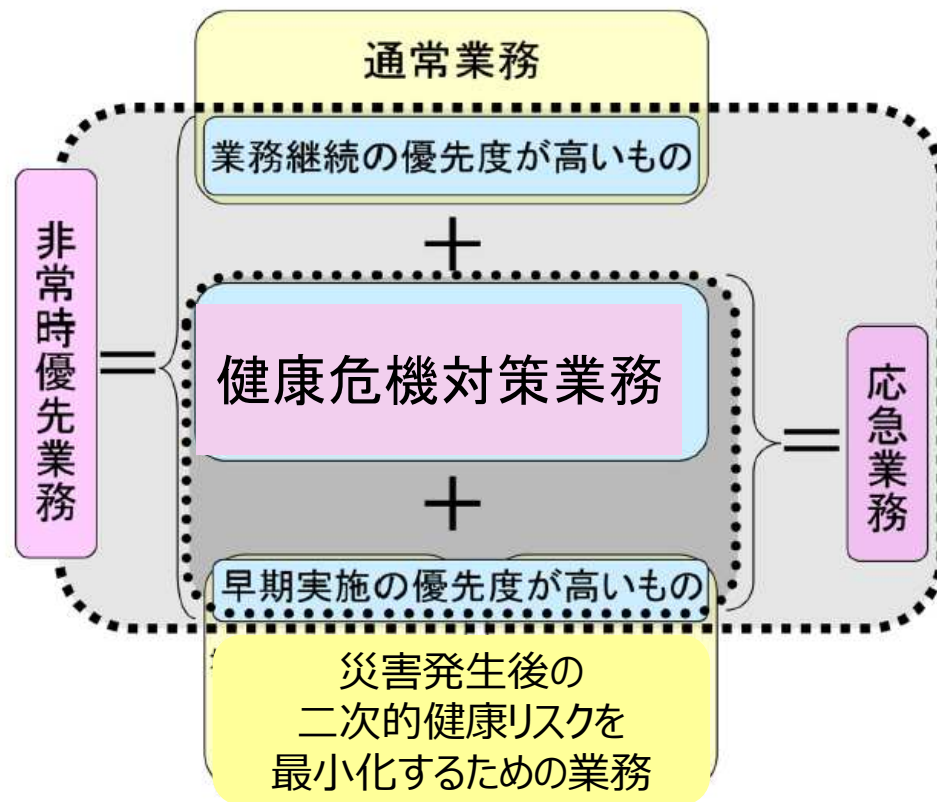 通常業務
業務継続の優先度が高いもの
+
非常時優先業務
=
健康危機対策業務
=
応急業務
+
早期実施の優先度が高いもの
災害発生後の
二次的健康リスクを
最小化するための業務